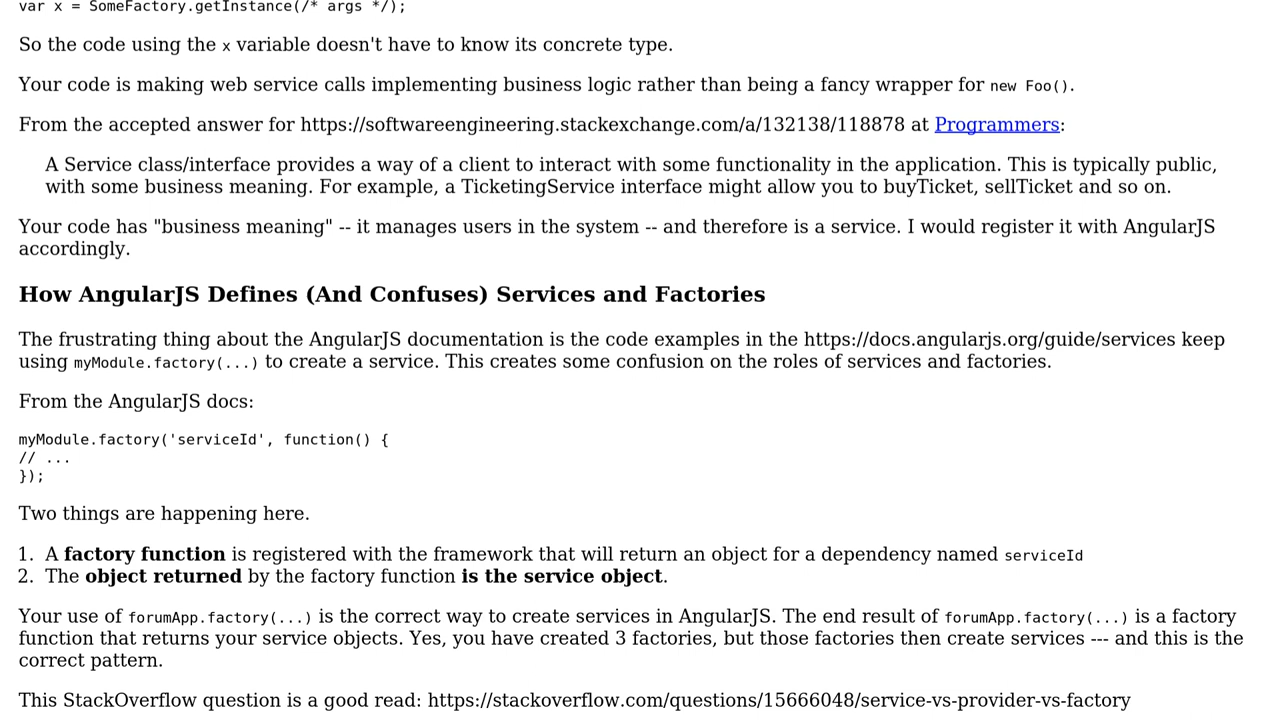 var x = SomeFactory.getInstance(/* args */);
So the code using the x variable doesn't have to know its concrete type.
Your code is making web service calls implementing business logic rather than being a fancy wrapper for new Foo().
From the accepted answer for https://softwareengineering.stackexchange.com/a/132138/118878 at Programmers:
A Service class/interface provides a way of a client to interact with some functionality in the application. This is typically public,
with some business meaning. For example, a TicketingService interface might allow you to buyTicket, sellTicket and so on.
Your code has "business meaning" -- it manages users in the system -- and therefore is a service. I would register it with AngularJS
accordingly.
How AngularJS Defines (And Confuses) Services and Factories
The frustrating thing about the AngularJS documentation is the code examples in the https://docs.angularjs.org/guide/services keep
using myModule.factory(...) to create a service. This creates some confusion on the roles of services and factories.
From the AngularJS docs:
myModule.factory('serviceId', function() {
// ...
});
Two things are happening here.
1. A factory function is registered with the framework that will return an object for a dependency named serviceId
2. The object returned by the factory function is the service object.
Your use of forumApp.factory(...) is the correct way to create services in AngularJS. The end result of forumApp.factory(...) is a factory
function that returns your service objects. Yes, you have created 3 factories, but those factories then create services --- and this is the
correct pattern.
This StackOverflow question is a good read: https://stackoverflow.com/questions/15666048/service-vs-provider-vs-factory